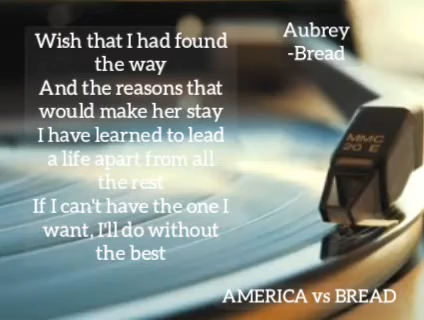 Wish that I had found
the way
And the reasons that
would make her stay
I have learned to lead
a life apart from all
the rest
If I can't have the one I
want, I'll do without
the best
Aubrey
-Bread
MMC
20 E
AMERICA vs BREAD